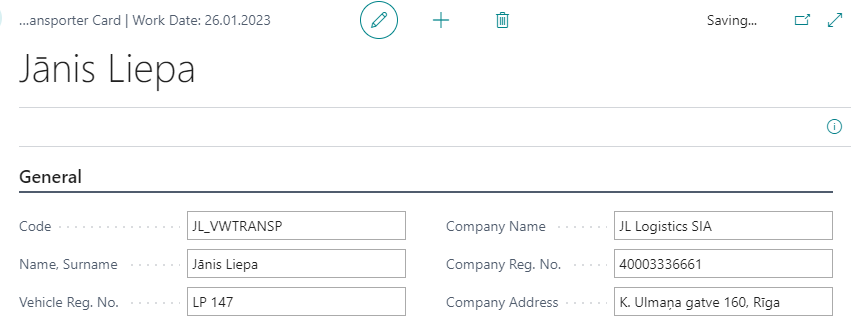 ...ansporter Card | Work Date: 26.01.2023 Saving...
Jānis Liepa
General
Code JL_VWTRANSP Company Name JL Logistics SIA
Name, Surname Jānis Liepa Company Reg. No. 40003336661
Vehicle Reg. No. LP 147 Company Address K. Ulmaņa gatve 160, Rīga